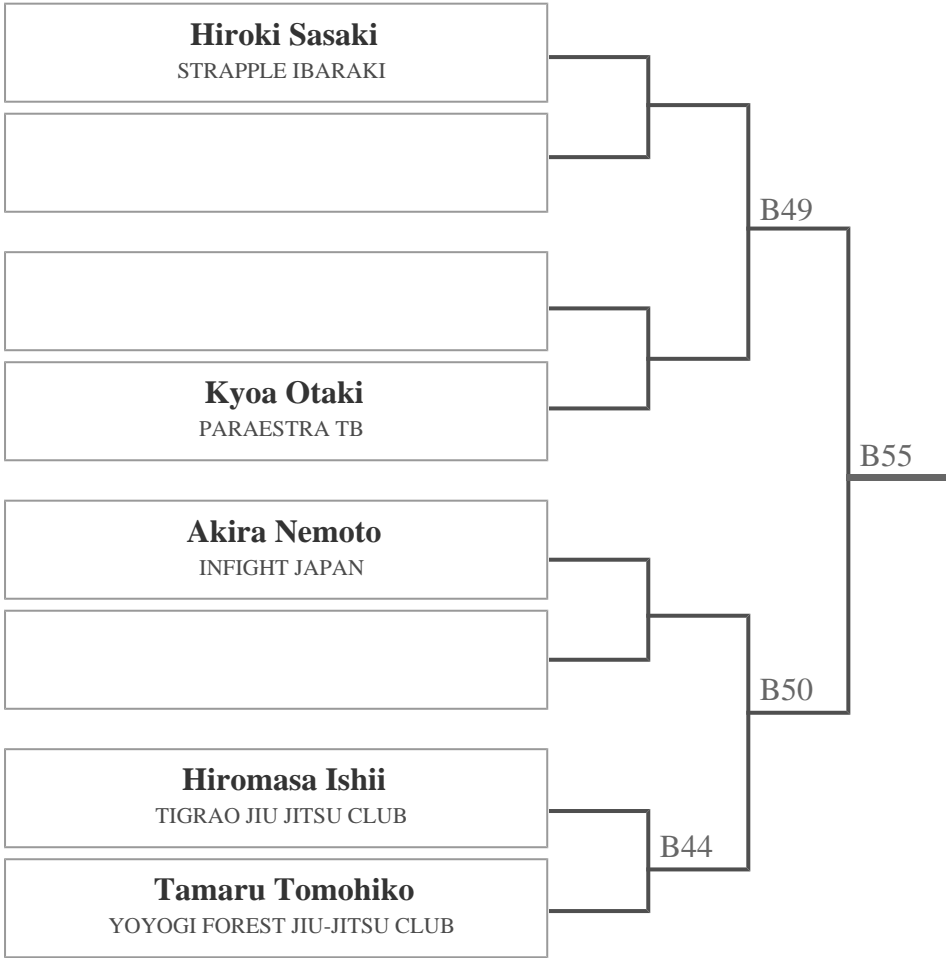 Hiroki Sasaki
STRAPPLE IBARAKI
B49
Kyoa Otaki
PARAESTRA TB
B55
Akira Nemoto
INFIGHT JAPAN
B50
Hiromasa Ishii
TIGRAO JIU JITSU CLUB
B44
Tamaru Tomohiko
YOYOGI FOREST JIU-JITSU CLUB